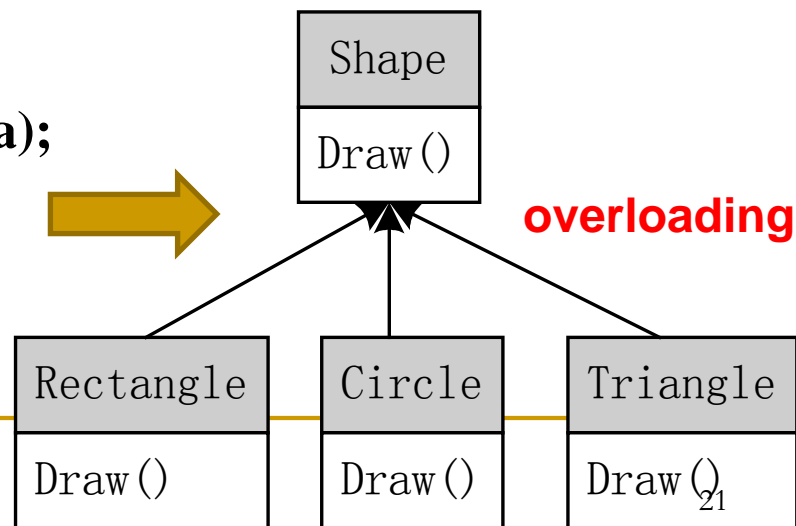 Shape
a);
Draw()
overloading
Rectangle Circle Triangle
Draw() Draw() Draw()
21